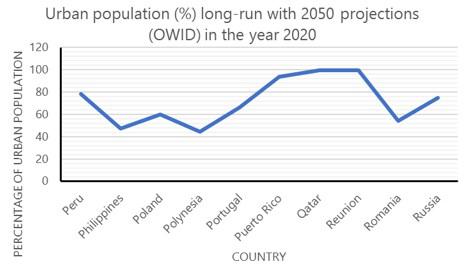 Urban population (%) long-run with 2050 projections
(OWID) in the year 2020
PERCENTAGE OF URBAN POPULATION
120
100
80
60
40
20
0
Peru
Philippines
Poland
Polynesia
Portugal
Puerto Rico
Qatar
Reunion
Romania
Russia
COUNTRY